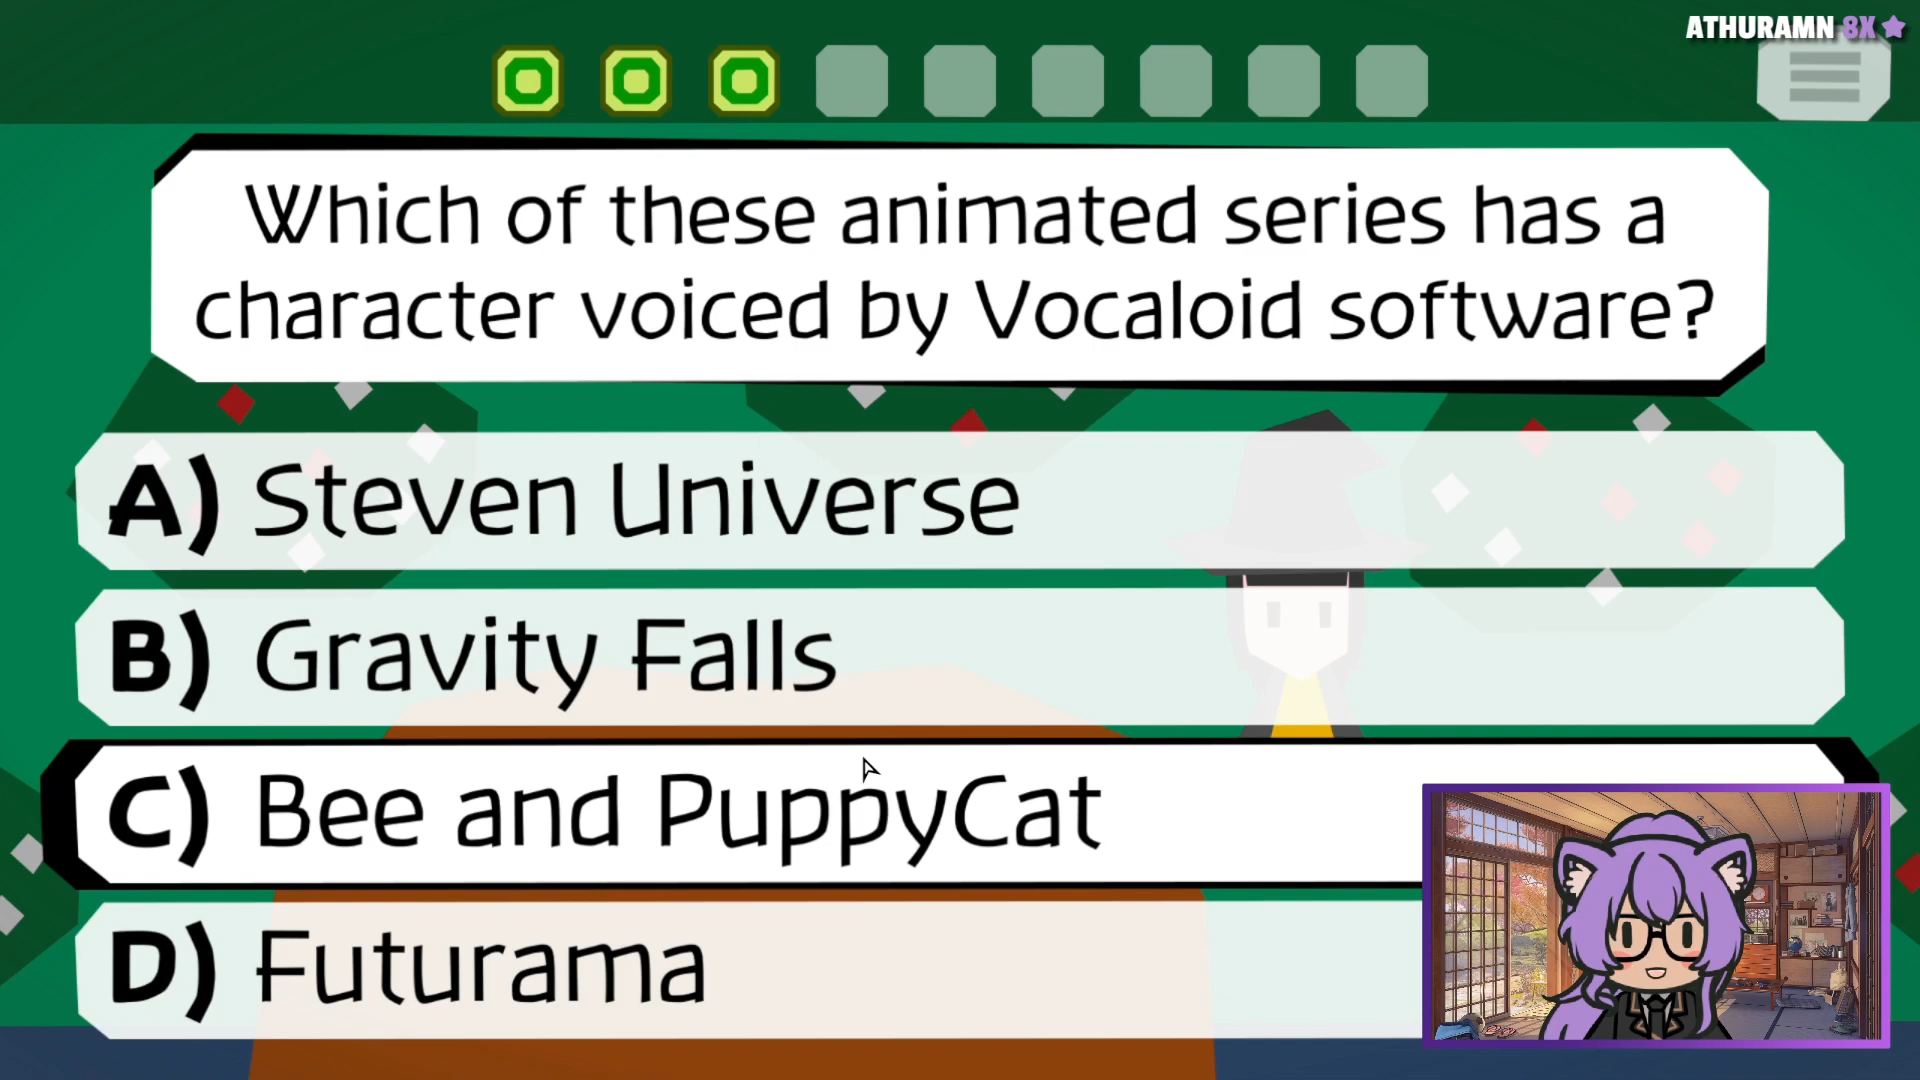 ATHURAMN 8X
Which of these animated series has a
character voiced by Vocaloid software?
A) Steven Universe
B) Gravity Falls
C) Bee and PuppyCat
D) Futurama